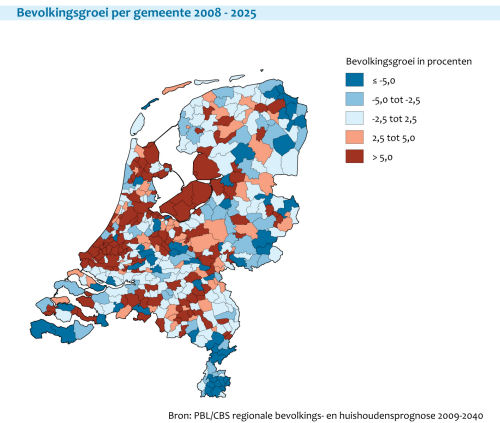 Bevolkingsgroei per gemeente 2008 - 2025
Bevolkingsgroei in procenten
≤ -5,0
-5,0 tot -2,5
-2,5 tot 2,5
2,5 tot 5,0
> 5,0
Bron: PBL/CBS regionale bevolkings- en huishoudensprognose 2009-2040